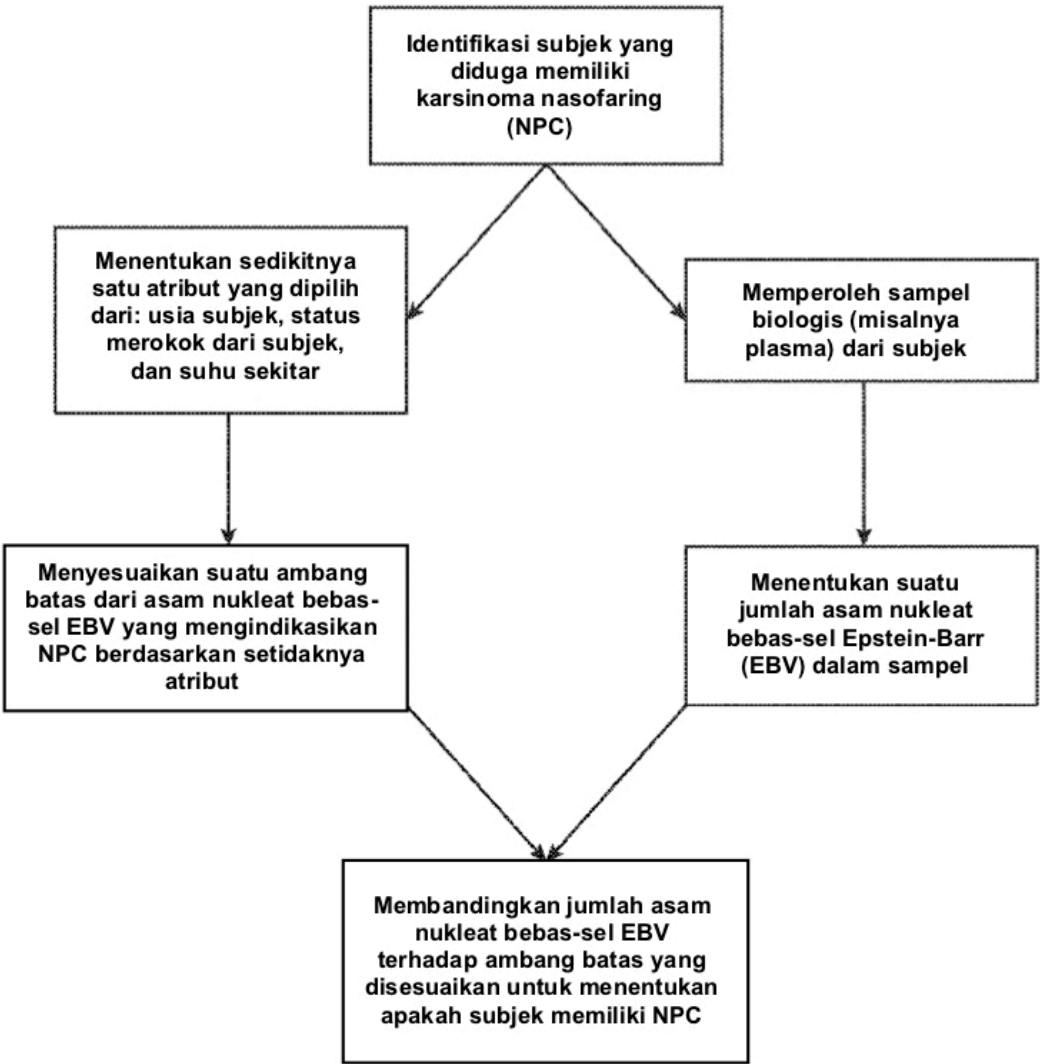 Identifikasi subjek yang
diduga memiliki
karsinoma nasofaring
(NPC)
Menentukan sedikitnya
satu atribut yang dipilih
dari: usia subjek, status
merokok dari subjek,
dan suhu sekitar
Memperoleh sampel
biologis (misalnya
plasma) dari subjek
Menyesuaikan suatu ambang
batas dari asam nukleat bebas-
sel EBV yang mengindikasikan
NPC berdasarkan setidaknya
atribut
Menentukan suatu
jumlah asam nukleat
bebas-sel Epstein-Barr
(EBV) dalam sampel
Membandingkan jumlah asam
nukleat bebas-sel EBV
terhadap ambang batas yang
disesuaikan untuk menentukan
apakah subjek memiliki NPC